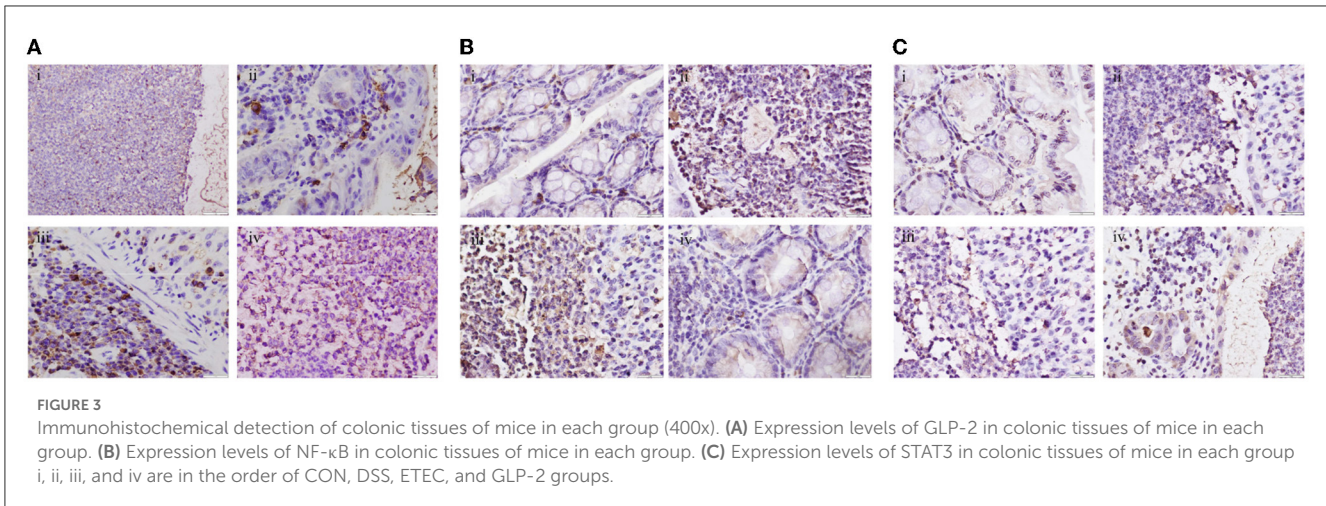 A B C
i ii i ii i ii
iii iv iii iv iii iv
FIGURE 3
Immunohistochemical detection of colonic tissues of mice in each group (400x). (A) Expression levels of GLP-2 in colonic tissues of mice in each
group. (B) Expression levels of NF-κB in colonic tissues of mice in each group. (C) Expression levels of STAT3 in colonic tissues of mice in each group
i, ii, iii, and iv are in the order of CON, DSS, ETEC, and GLP-2 groups.